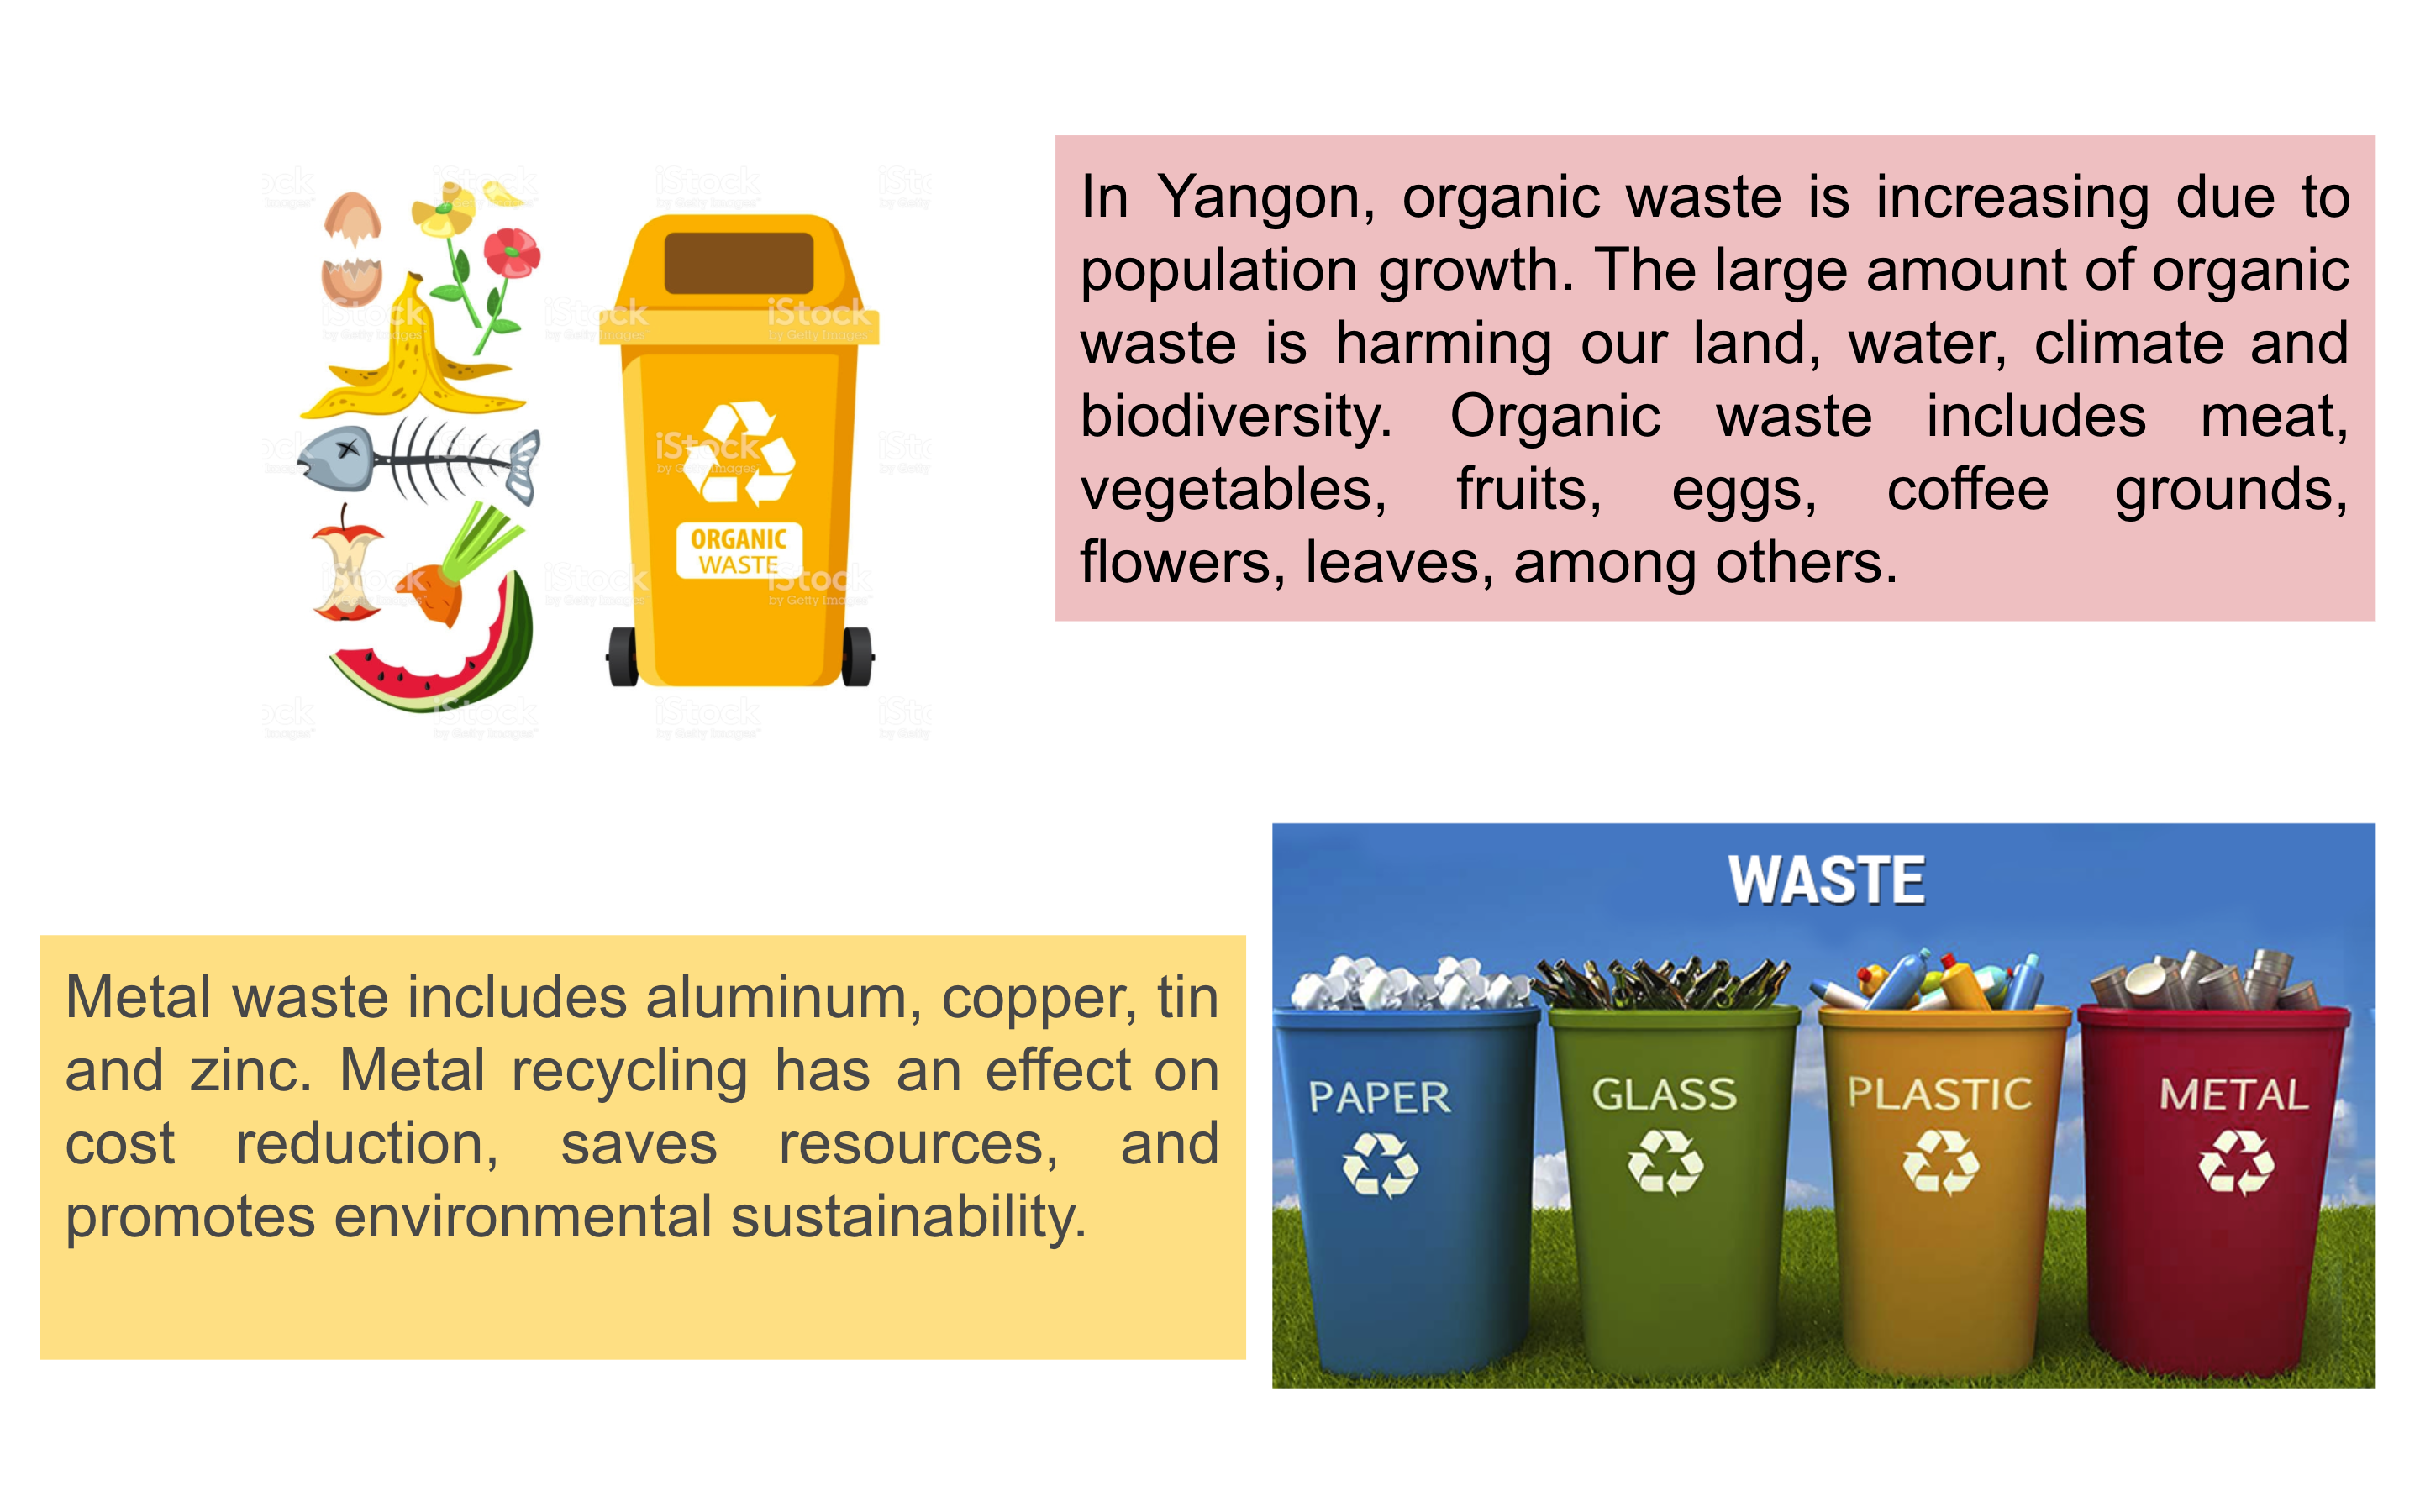 In Yangon, organic waste is increasing due to
population growth. The large amount of organic
waste is harming our land, water, climate and
biodiversity. Organic waste includes meat,
vegetables, fruits, eggs, coffee grounds,
flowers, leaves, among others.
iStock
by Getty Images
ORGANIC
WASTE
Metal waste includes aluminum, copper, tin
and zinc. Metal recycling has an effect on
cost reduction, saves resources, and
promotes environmental sustainability.
WASTE
PAPER
GLASS
PLASTIC
METAL